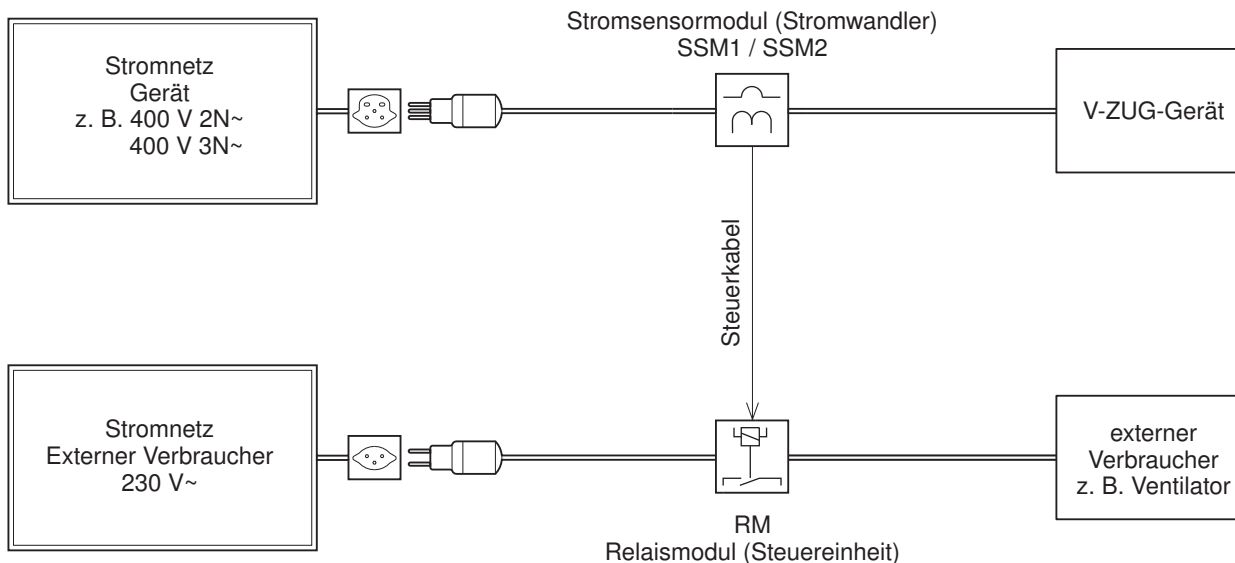 Stromsensormodul (Stromwandler)
SSM1 / SSM2
Stromnetz
Gerät
z. B. 400 V 2N~
400 V 3N~
V-ZUG-Gerät
Steuerkabel
Stromnetz
Externer Verbraucher
230 V~
externer
Verbraucher
z. B. Ventilator
RM
Relaismodul (Steuereinheit)